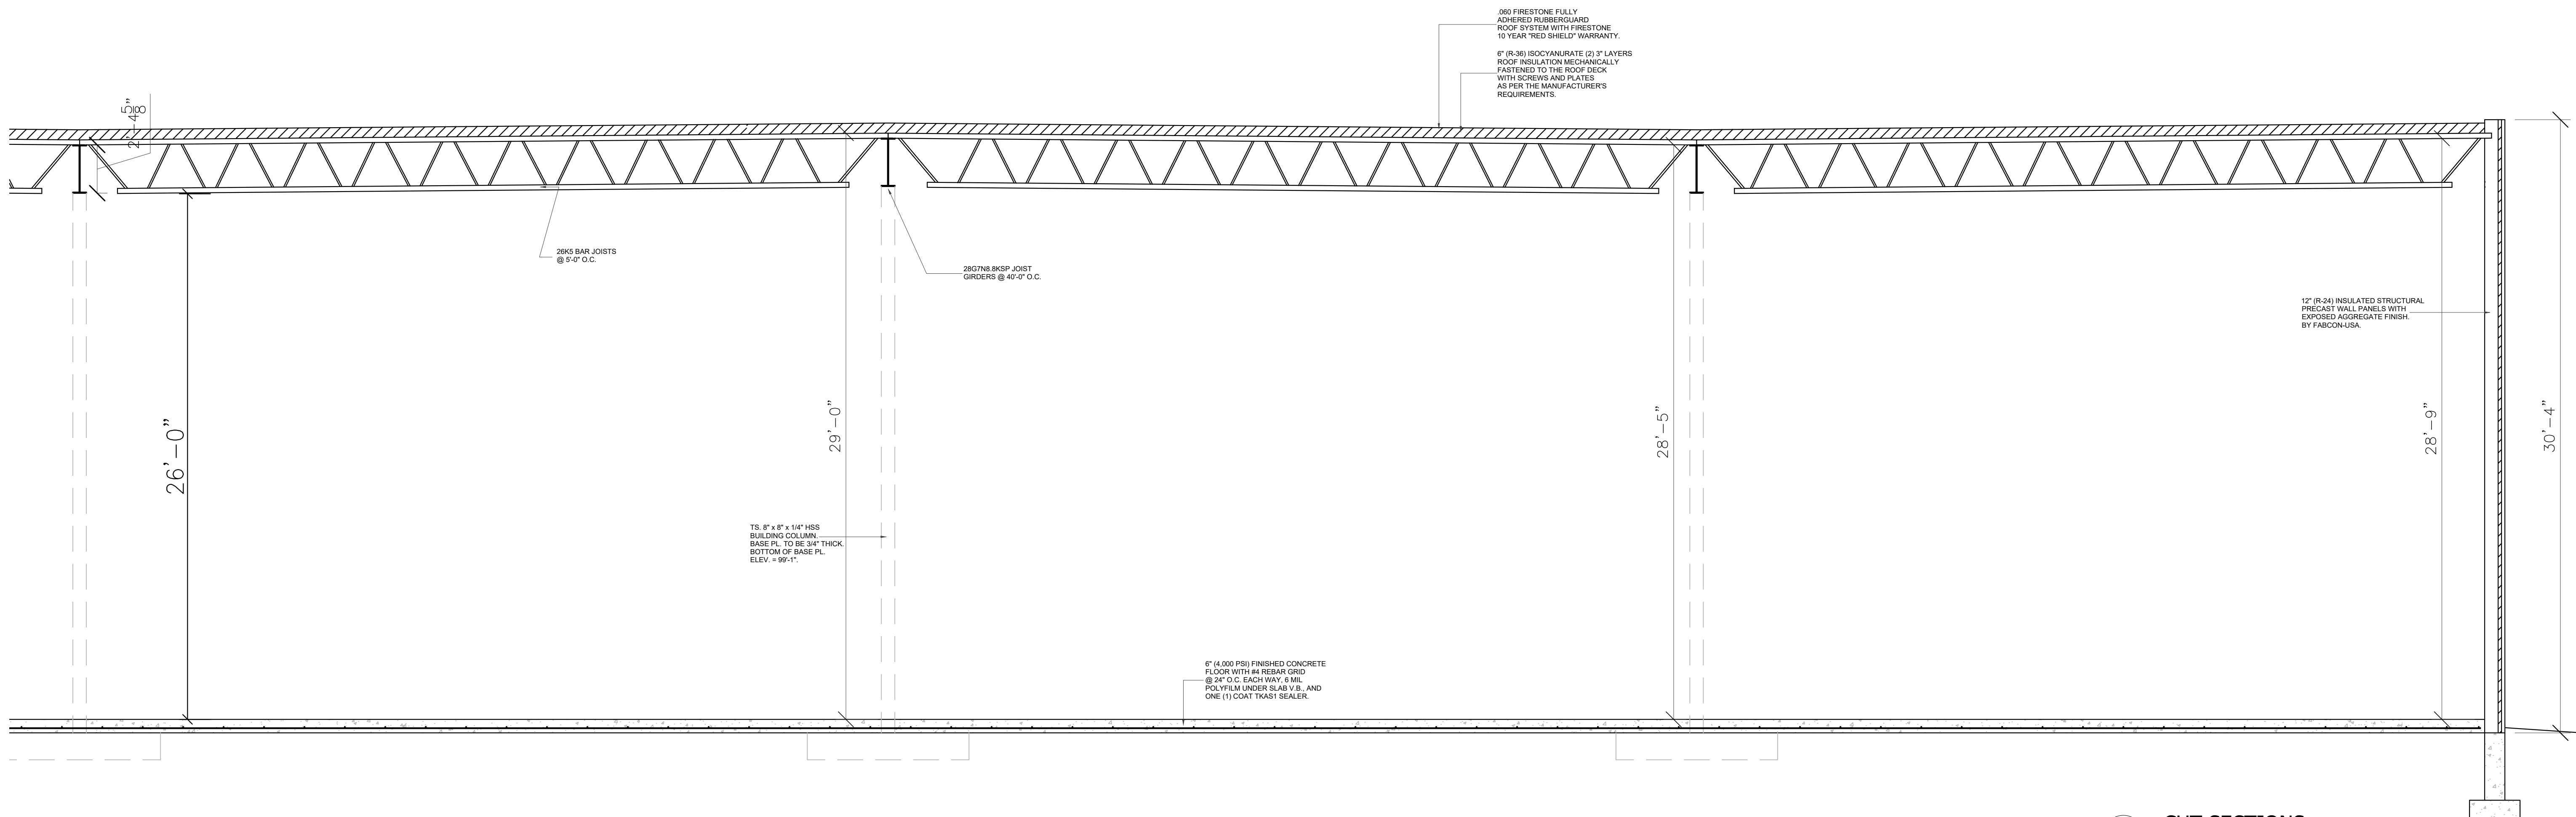 .060 FIRESTONE FULLY
ADHERED RUBBERGUARD
ROOF SYSTEM WITH FIRESTONE
10 YEAR "RED SHIELD" WARRANTY.
6" (R-36) ISOCYANURATE (2) 3" LAYERS
ROOF INSULATION MECHANICALLY
FASTENED TO THE ROOF DECK
WITH SCREWS AND PLATES
AS PER THE MANUFACTURER'S
REQUIREMENTS.
2'-4 5/8"
26K5 BAR JOISTS
@ 5'-0" O.C.
28G7N8.8KSP JOIST
GIRDERS @ 40'-0" O.C.
12" (R-24) INSULATED STRUCTURAL
PRECAST WALL PANELS WITH
EXPOSED AGGREGATE FINISH.
BY FABCON-USA.
26'-0"
29'-0"
28'-5"
28'-9"
30'-4"
TS. 8" x 8" x 1/4" HSS
BUILDING COLUMN.
BASE PL. TO BE 3/4" THICK.
BOTTOM OF BASE PL.
ELEV. = 99'-1".
6" (4,000 PSI) FINISHED CONCRETE
FLOOR WITH #4 REBAR GRID
@ 24" O.C. EACH WAY, 6 MIL
POLYFILM UNDER SLAB V.B., AND
ONE (1) COAT TKAS1 SEALER.
CUT SECTIONS